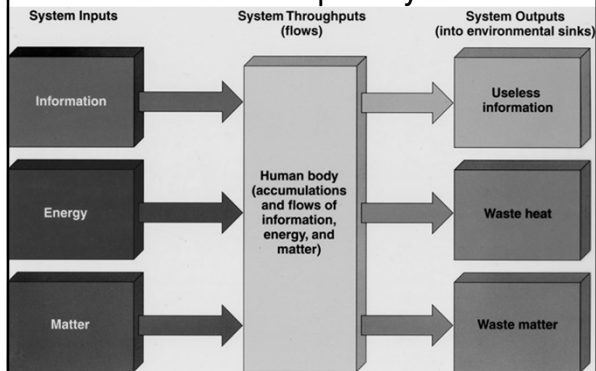 System Inputs
System Throughputs
(flows)
System Outputs
(into environmental sinks)
Information
Useless
information
Human body
(accumulations
and flows of
information,
energy, and
matter)
Energy
Waste heat
Matter
Waste matter